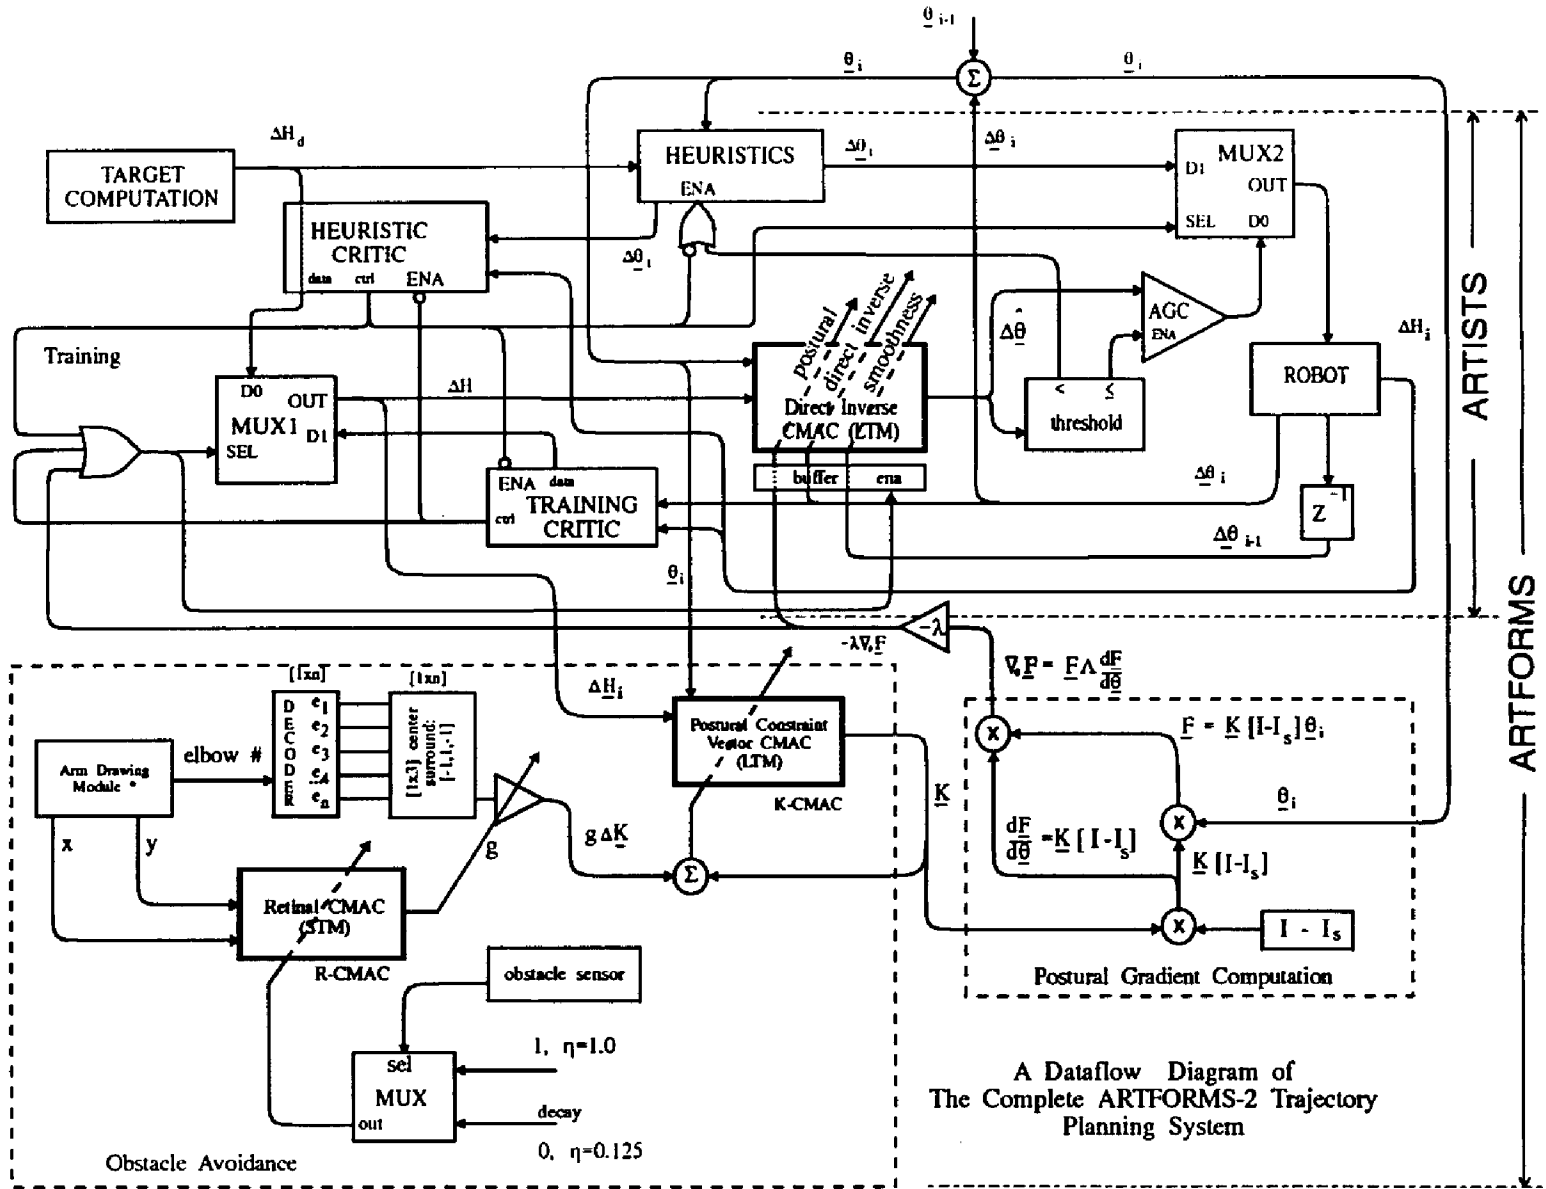 θ i-1
θ i
Σ
θ i
ΔH d
TARGET
COMPUTATION
HEURISTICS
ENA
Δθ i
Δθ i
MUX2
D1
OUT
SEL
D0
HEURISTIC
CRITIC
data
ctrl
ENA
Δθ i
postural
direct inverse
smoothness
Direct Inverse
CMAC (LTM)
buffer
ena
Δθ̂
AGC
ENA
<
≤
threshold
ROBOT
ΔH i
ARTISTS
ARTFORMS
Training
D0
OUT
MUX1
D1
SEL
ΔH
ENA
data
TRAINING
CRITIC
ctrl
Δθ i
Z -1
Δθ i-1
θ i
-λ
-λ∇θ F
∇θ F = F Λ dF
dθ
[1xn]
[1xn]
DECODER
e1
e2
e3
e4
en
[1x3] center
surround:
[-1,1,-1]
Arm Drawing
Module *
elbow #
x
y
g
g ΔK
ΔH i
Postural Constraint
Vector CMAC
(LTM)
K-CMAC
K
Σ
Retinal CMAC
(STM)
R-CMAC
obstacle sensor
sel
MUX
out
1, η=1.0
decay
0, η=0.125
Obstacle Avoidance
X
F = K [I-Is] θ i
θ i
X
dF
dθ
= K [ I-Is]
K [I-Is]
X
I - Is
Postural Gradient Computation
A Dataflow Diagram of
The Complete ARTFORMS-2 Trajectory
Planning System